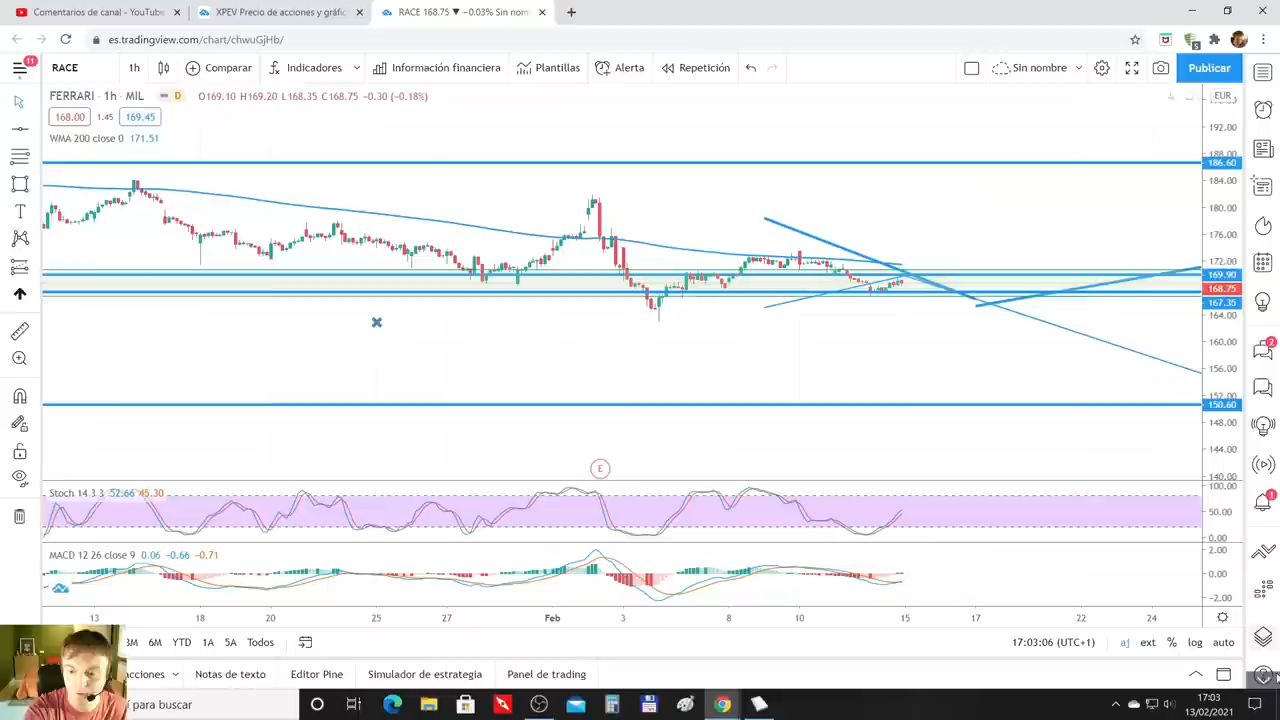 Comentarios de canal - YouTube
XPEV Precio de acciones y gráfic
RACE 168.75 ▼ −0.03% Sin nom
es.tradingview.com/chart/chwuGjHb/
11
RACE
1h
Comparar
Indicadores
Información financiera
Plantillas
Alerta
Repetición
Sin nombre
Publicar
FERRARI · 1h · MIL
D
O169.10 H169.20 L168.35 C168.75 −0.30 (−0.18%)
EUR
168.00
1.45
169.45
WMA 200 close 0 171.51
192.00
188.00
186.60
184.00
180.00
176.00
172.00
169.90
168.75
167.35
164.00
160.00
156.00
152.00
150.60
148.00
144.00
140.00
E
Stoch 14 3 3 52.66 45.30
100.00
50.00
0.00
MACD 12 26 close 9 0.06 −0.66 −0.71
2.00
0.00
−2.00
13
18
20
25
27
Feb
3
8
10
15
17
22
24
3M
6M
YTD
1A
5A
Todos
17:03:06 (UTC+1)
aj
ext
%
log
auto
acciones
Notas de texto
Editor Pine
Simulador de estrategia
Panel de trading
para buscar
17:03
13/02/2021
5
2
1